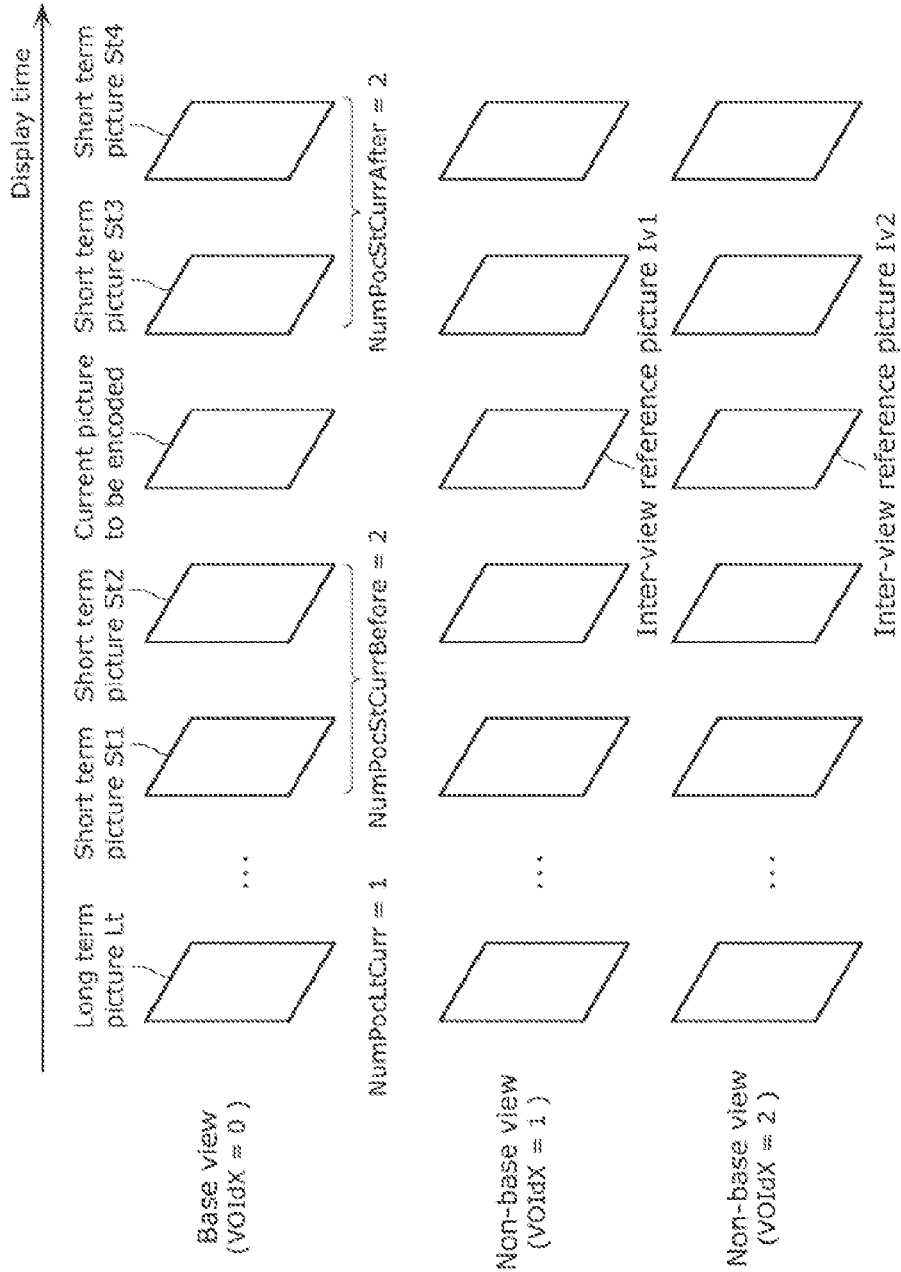 Display time
Long term
picture Lt
Short term
picture St1
Short term
picture St2
Current picture
to be encoded
Short term
picture St3
Short term
picture St4
Base view
(VOIdX = 0 )
...
NumPocLtCurr = 1
NumPocStCurrBefore = 2
NumPocStCurrAfter = 2
Non-base view
(VOIdX = 1 )
...
Inter-view reference picture Iv1
Non-base view
(VOIdX = 2 )
...
Inter-view reference picture Iv2